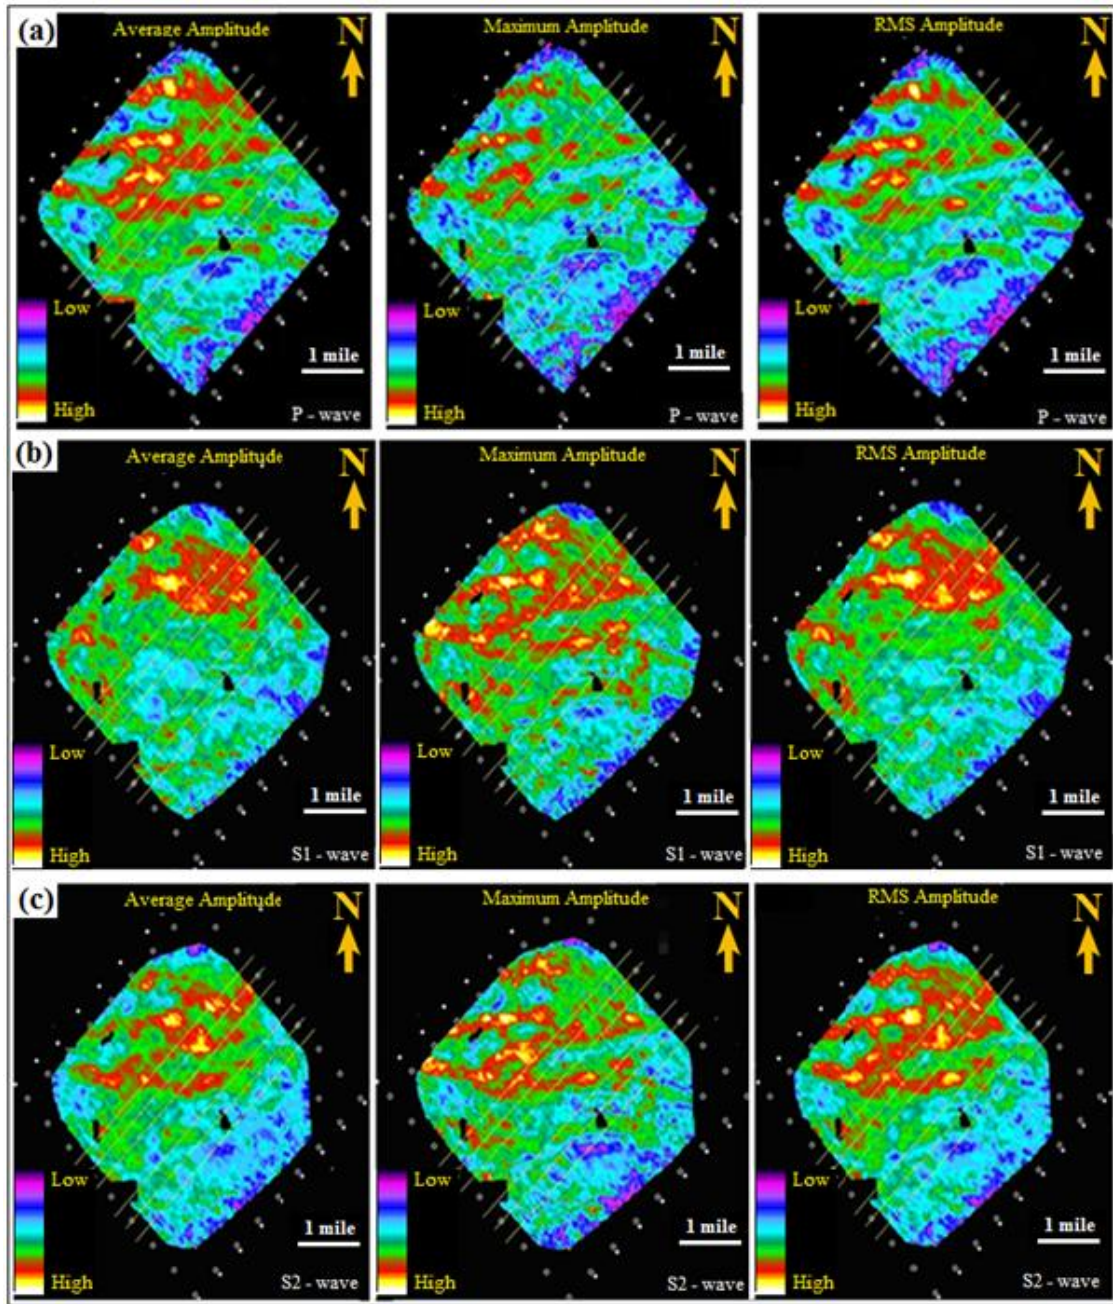 (a)
Average Amplitude
N
Low
High
1 mile
P - wave
Maximum Amplitude
N
Low
High
1 mile
P - wave
RMS Amplitude
N
Low
High
1 mile
P - wave
(b)
Average Amplitude
N
Low
High
1 mile
S1 - wave
Maximum Amplitude
N
Low
High
1 mile
S1 - wave
RMS Amplitude
N
Low
High
1 mile
S1 - wave
(c)
Average Amplitude
N
Low
High
1 mile
S2 - wave
Maximum Amplitude
N
Low
High
1 mile
S2 - wave
RMS Amplitude
N
Low
High
1 mile
S2 - wave